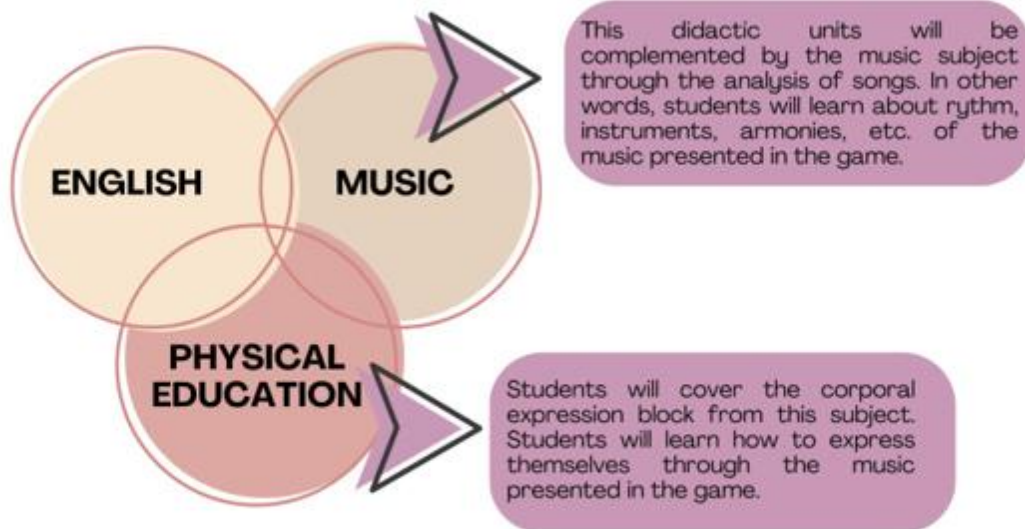 This didactic units will be
complemented by the music subject
through the analysis of songs. In other
words, students will learn about rythm,
instruments, armonies, etc. of the
music presented in the game.
ENGLISH
MUSIC
PHYSICAL
EDUCATION
Students will cover the corporal
expression block from this subject.
Students will learn how to express
themselves through the music
presented in the game.